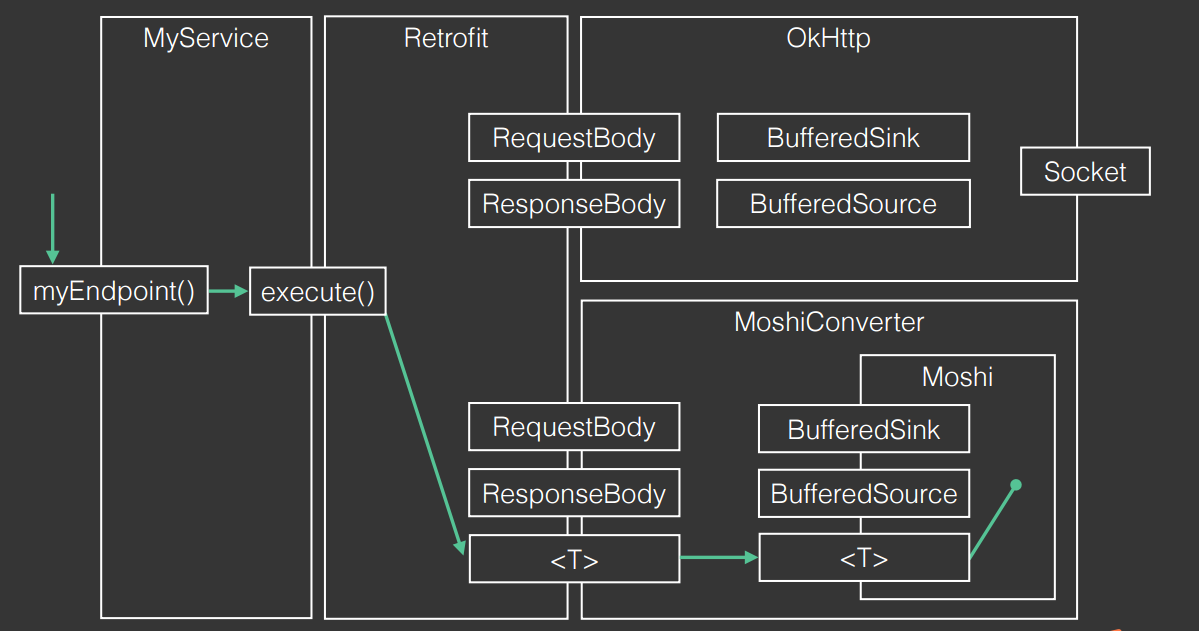 MyService
Retrofit
OkHttp
RequestBody
BufferedSink
Socket
ResponseBody
BufferedSource
myEndpoint()
execute()
MoshiConverter
Moshi
RequestBody
BufferedSink
ResponseBody
BufferedSource
<T>
<T>